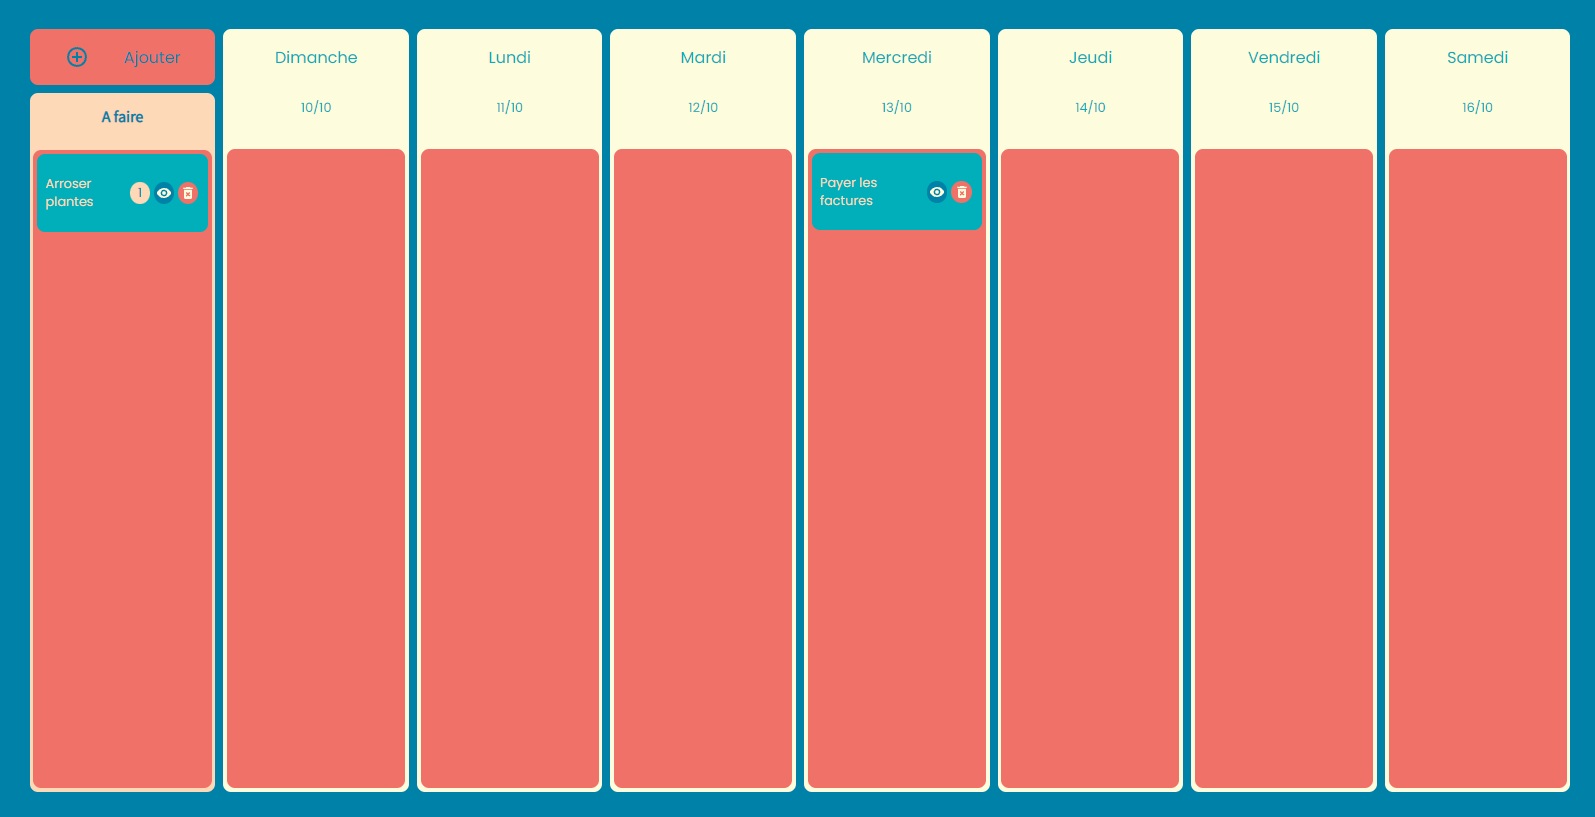 Ajouter
A faire
Arroser
plantes
1
Dimanche
10/10
Lundi
11/10
Mardi
12/10
Mercredi
13/10
Payer les
factures
Jeudi
14/10
Vendredi
15/10
Samedi
16/10